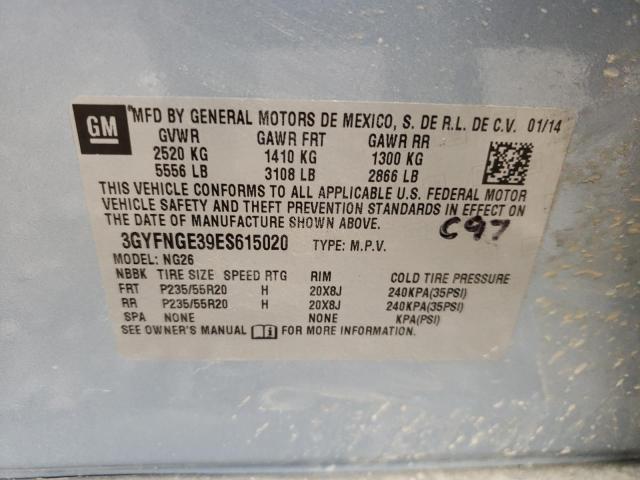 GM
MFD BY GENERAL MOTORS DE MEXICO, S. DE R.L. DE C.V. 01/14
GVWR GAWR FRT GAWR RR
2520 KG 1410 KG 1300 KG
5556 LB 3108 LB 2866 LB
THIS VEHICLE CONFORMS TO ALL APPLICABLE U.S. FEDERAL MOTOR
VEHICLE SAFETY AND THEFT PREVENTION STANDARDS IN EFFECT ON
THE DATE OF MANUFACTURE SHOWN ABOVE.
C97
3GYFNGE39ES615020 TYPE: M.P.V.
MODEL: NG26
NBBK TIRE SIZE SPEED RTG RIM COLD TIRE PRESSURE
FRT P235/55R20 H 20X8J 240KPA(35PSI)
RR P235/55R20 H 20X8J 240KPA(35PSI)
SPA NONE NONE KPA(PSI)
SEE OWNER'S MANUAL FOR MORE INFORMATION.